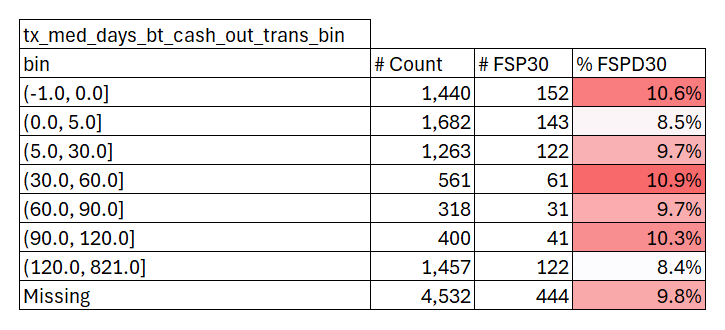 tx_med_days_bt_cash_out_trans_bin
bin # Count # FSP30 % FSPD30
(-1.0, 0.0] 1,440 152 10.6%
(0.0, 5.0] 1,682 143 8.5%
(5.0, 30.0] 1,263 122 9.7%
(30.0, 60.0] 561 61 10.9%
(60.0, 90.0] 318 31 9.7%
(90.0, 120.0] 400 41 10.3%
(120.0, 821.0] 1,457 122 8.4%
Missing 4,532 444 9.8%